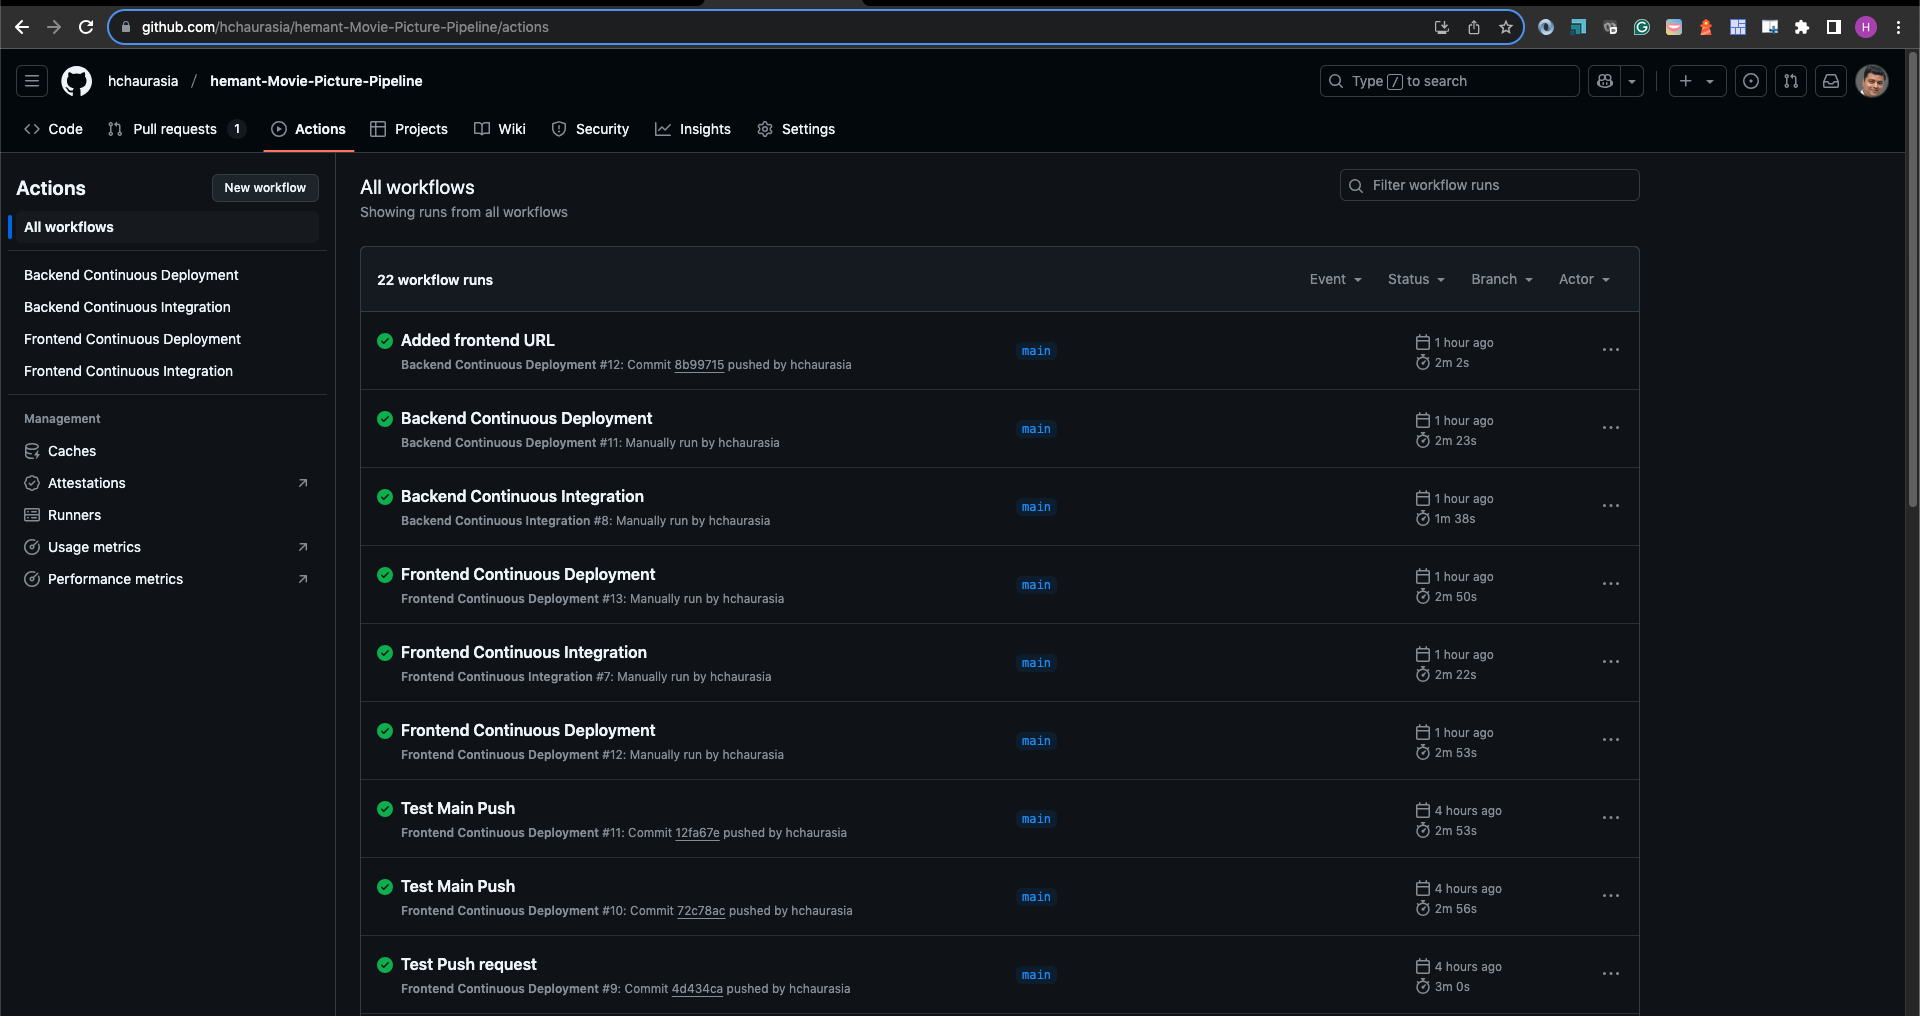 github.com/hchaurasia/hemant-Movie-Picture-Pipeline/actions
H
hchaurasia / hemant-Movie-Picture-Pipeline
Type / to search
Code
Pull requests 1
Actions
Projects
Wiki
Security
Insights
Settings
Actions
New workflow
All workflows
Backend Continuous Deployment
Backend Continuous Integration
Frontend Continuous Deployment
Frontend Continuous Integration
Management
Caches
Attestations
Runners
Usage metrics
Performance metrics
All workflows
Showing runs from all workflows
Filter workflow runs
22 workflow runs
Event
Status
Branch
Actor
Added frontend URL
Backend Continuous Deployment #12: Commit 8b99715 pushed by hchaurasia
main
1 hour ago
2m 2s
Backend Continuous Deployment
Backend Continuous Deployment #11: Manually run by hchaurasia
main
1 hour ago
2m 23s
Backend Continuous Integration
Backend Continuous Integration #8: Manually run by hchaurasia
main
1 hour ago
1m 38s
Frontend Continuous Deployment
Frontend Continuous Deployment #13: Manually run by hchaurasia
main
1 hour ago
2m 50s
Frontend Continuous Integration
Frontend Continuous Integration #7: Manually run by hchaurasia
main
1 hour ago
2m 22s
Frontend Continuous Deployment
Frontend Continuous Deployment #12: Manually run by hchaurasia
main
1 hour ago
2m 53s
Test Main Push
Frontend Continuous Deployment #11: Commit 12fa67e pushed by hchaurasia
main
4 hours ago
2m 53s
Test Main Push
Frontend Continuous Deployment #10: Commit 72c78ac pushed by hchaurasia
main
4 hours ago
2m 56s
Test Push request
Frontend Continuous Deployment #9: Commit 4d434ca pushed by hchaurasia
main
4 hours ago
3m 0s